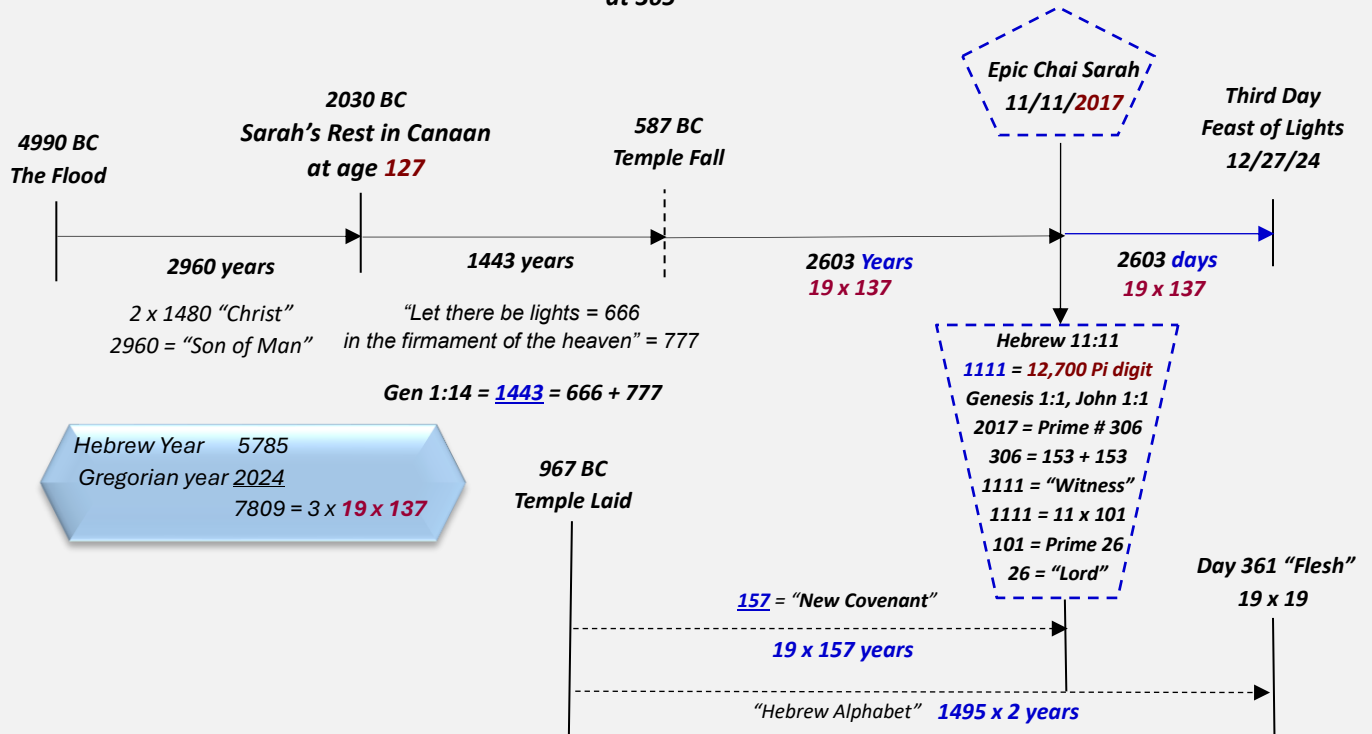 at 365
Epic Chai Sarah
11/11/2017
2030 BC
Sarah's Rest in Canaan
at age 127
587 BC
Temple Fall
Third Day
Feast of Lights
12/27/24
4990 BC
The Flood
2960 years
1443 years
2603 Years
19 x 137
2603 days
19 x 137
2 x 1480 “Christ”
2960 = “Son of Man”
“Let there be lights = 666
in the firmament of the heaven” = 777
Gen 1:14 = 1443 = 666 + 777
Hebrew 11:11
1111 = 12,700 Pi digit
Genesis 1:1, John 1:1
2017 = Prime # 306
306 = 153 + 153
1111 = “Witness”
1111 = 11 x 101
101 = Prime 26
26 = “Lord”
Hebrew Year 5785
Gregorian year 2024
7809 = 3 x 19 x 137
967 BC
Temple Laid
Day 361 “Flesh”
19 x 19
157 = “New Covenant”
19 x 157 years
“Hebrew Alphabet” 1495 x 2 years